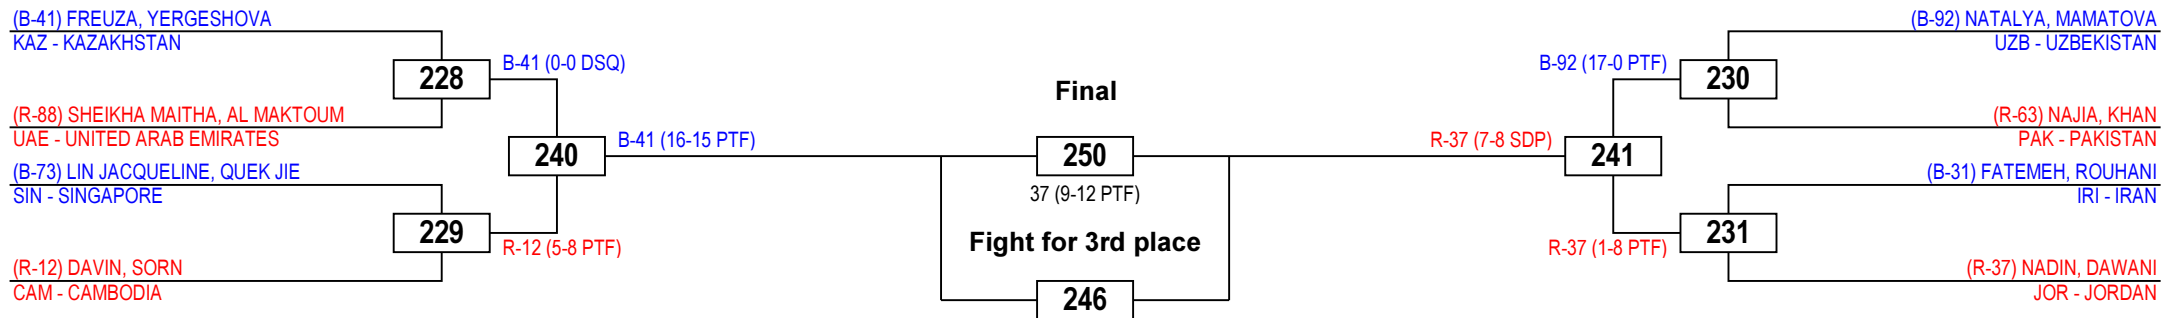 (B-41) FREUZA, YERGESHOVA
KAZ - KAZAKHSTAN
228
B-41 (0-0 DSQ)
(R-88) SHEIKHA MAITHA, AL MAKTOUM
UAE - UNITED ARAB EMIRATES
240
B-41 (16-15 PTF)
(B-73) LIN JACQUELINE, QUEK JIE
SIN - SINGAPORE
229
R-12 (5-8 PTF)
(R-12) DAVIN, SORN
CAM - CAMBODIA
Final
250
37 (9-12 PTF)
Fight for 3rd place
246
(B-92) NATALYA, MAMATOVA
UZB - UZBEKISTAN
B-92 (17-0 PTF)
230
(R-63) NAJIA, KHAN
PAK - PAKISTAN
R-37 (7-8 SDP)
241
(B-31) FATEMEH, ROUHANI
IRI - IRAN
R-37 (1-8 PTF)
231
(R-37) NADIN, DAWANI
JOR - JORDAN